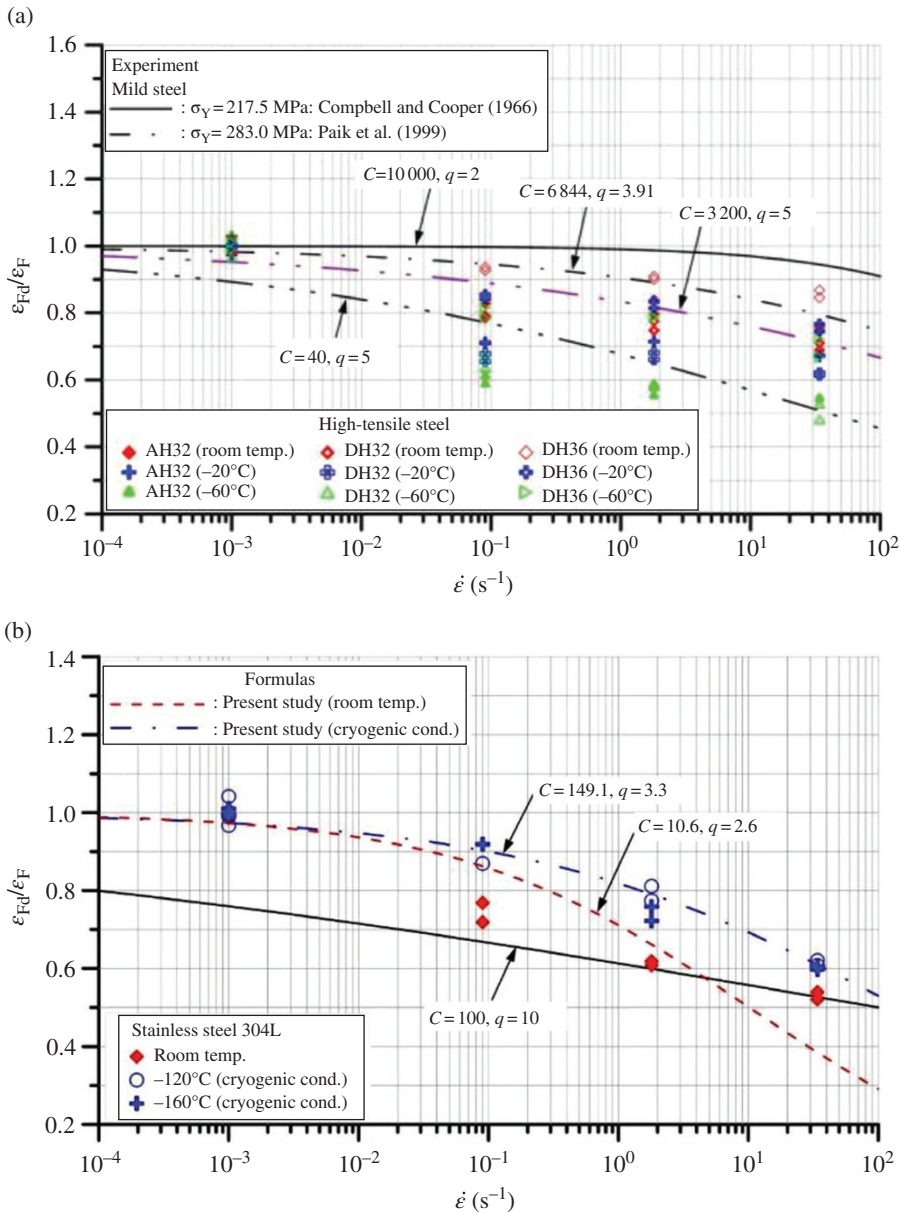 (a)
1.6
1.4
1.2
1.0
0.8
0.6
0.4
0.2
ε_Fd/ε_F
Experiment
Mild steel
: σ_Y = 217.5 MPa: Compbell and Cooper (1966)
: σ_Y = 283.0 MPa: Paik et al. (1999)
C=10 000, q=2
C=6 844, q=3.91
C=3 200, q=5
C=40, q=5
High-tensile steel
AH32 (room temp.) DH32 (room temp.) DH36 (room temp.)
AH32 (–20°C) DH32 (–20°C) DH36 (–20°C)
AH32 (–60°C) DH32 (–60°C) DH36 (–60°C)
10⁻⁴ 10⁻³ 10⁻² 10⁻¹ 10⁰ 10¹ 10²
ε̇ (s⁻¹)
(b)
1.4
1.2
1.0
0.8
0.6
0.4
0.2
ε_Fd/ε_F
Formulas
: Present study (room temp.)
: Present study (cryogenic cond.)
C=149.1, q=3.3
C=10.6, q=2.6
C=100, q=10
Stainless steel 304L
Room temp.
–120°C (cryogenic cond.)
–160°C (cryogenic cond.)
10⁻⁴ 10⁻³ 10⁻² 10⁻¹ 10⁰ 10¹ 10²
ε̇ (s⁻¹)